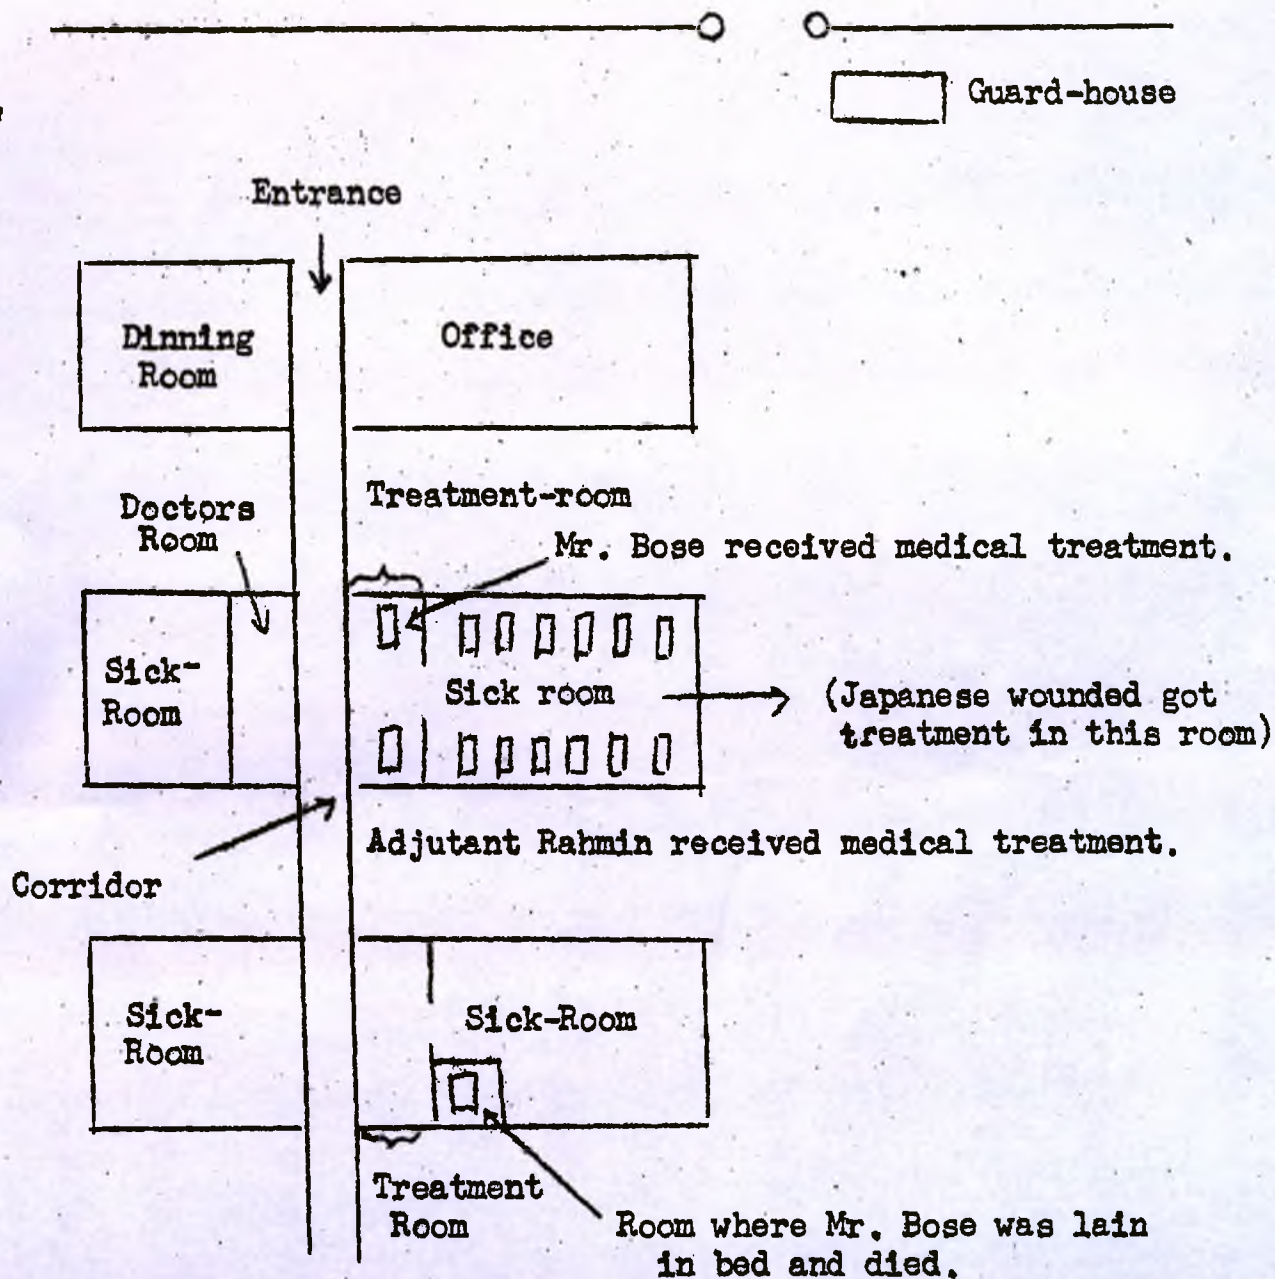 Guard-house
Entrance
Dinning
Room
Office
Doctors
Room
Treatment-room
Mr. Bose received medical treatment.
Sick-
Room
Sick room
(Japanese wounded got
treatment in this room)
Adjutant Rahmin received medical treatment.
Corridor
Sick-
Room
Sick-Room
Treatment
Room
Room where Mr. Bose was lain
in bed and died.